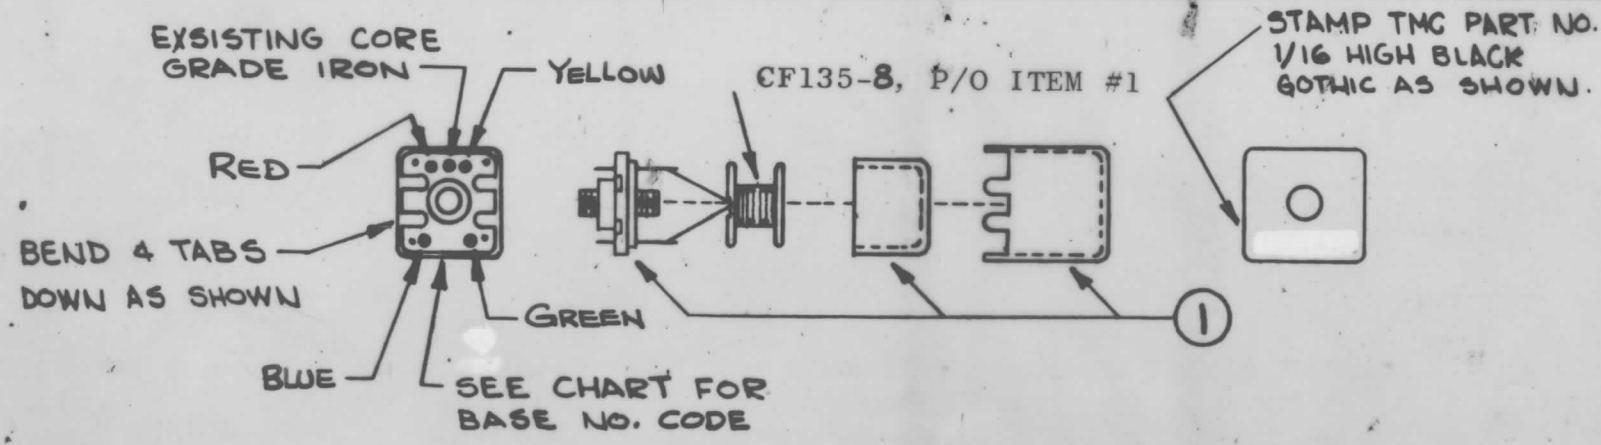 EXSISTING CORE
GRADE IRON
YELLOW
RED
BEND 4 TABS
DOWN AS SHOWN
BLUE
SEE CHART FOR
BASE NO. CODE
GREEN
CF135-8, P/O ITEM #1
1
STAMP TMC PART NO.
1/16 HIGH BLACK
GOTHIC AS SHOWN.